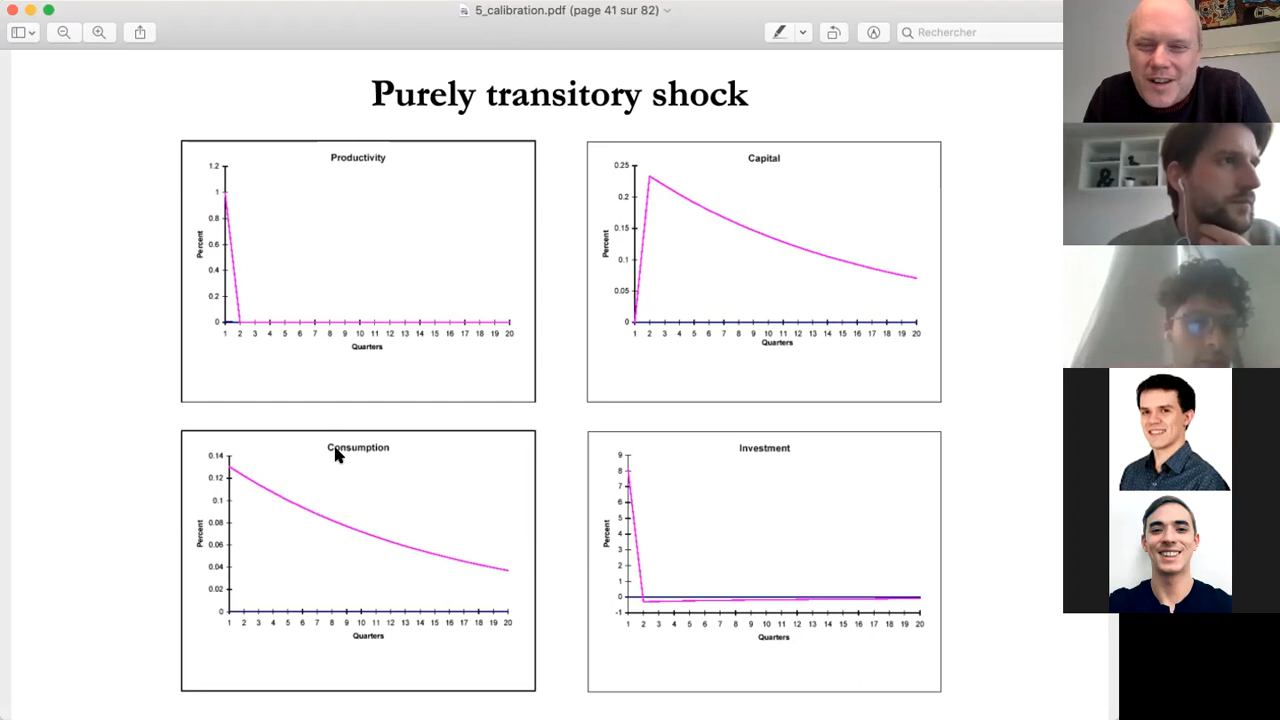 5_calibration.pdf (page 41 sur 82)
Rechercher
Purely transitory shock
Productivity
1.2
1
0.8
0.6
0.4
0.2
0
Percent
1 2 3 4 5 6 7 8 9 10 11 12 13 14 15 16 17 18 19 20
Quarters
Capital
0.25
0.2
0.15
0.1
0.05
0
Percent
1 2 3 4 5 6 7 8 9 10 11 12 13 14 15 16 17 18 19 20
Quarters
Consumption
0.14
0.12
0.1
0.08
0.06
0.04
0.02
0
Percent
1 2 3 4 5 6 7 8 9 10 11 12 13 14 15 16 17 18 19 20
Quarters
Investment
9
8
7
6
5
4
3
2
1
0
-1
Percent
1 2 3 4 5 6 7 8 9 10 11 12 13 14 15 16 17 18 19 20
Quarters